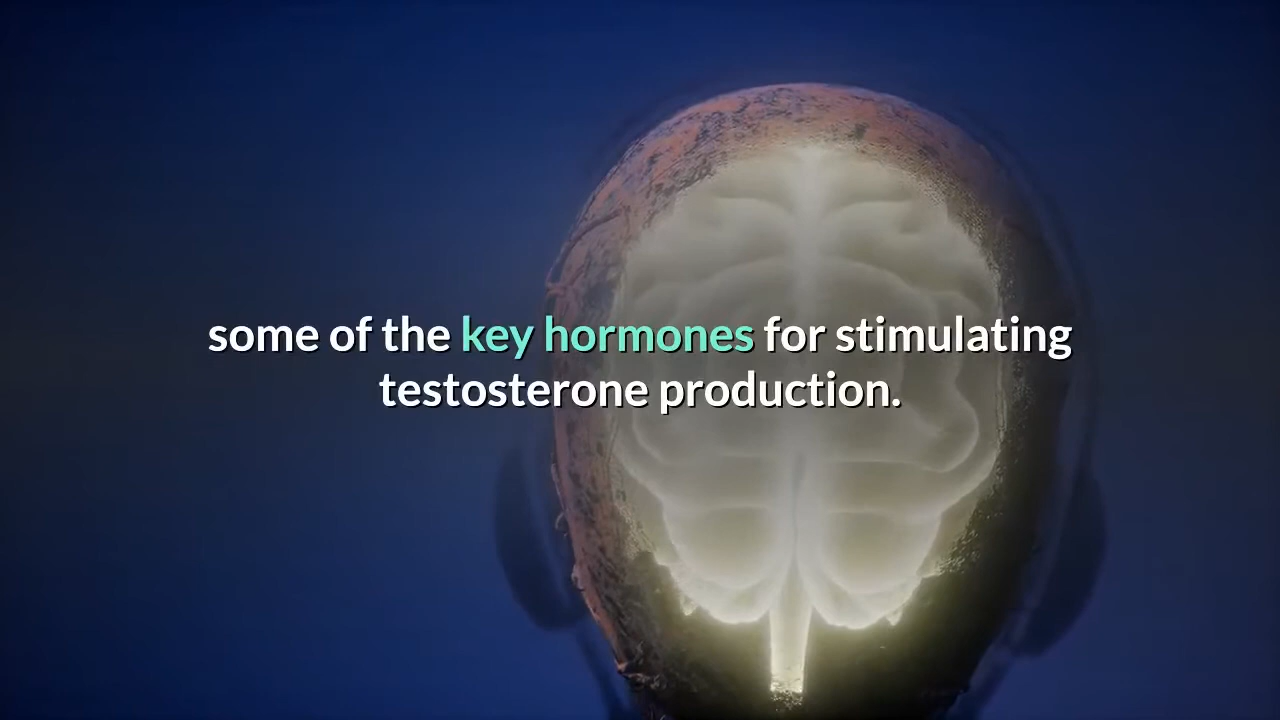 some of the key hormones for stimulating
testosterone production.